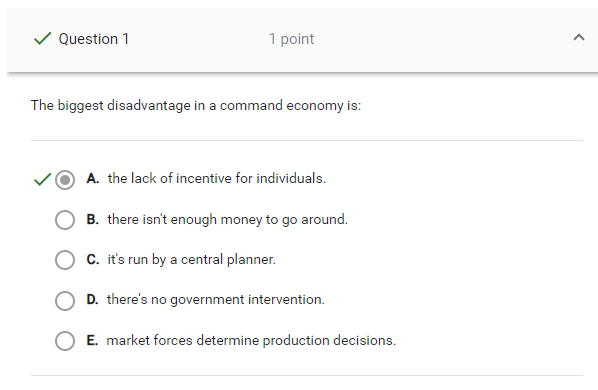 Question 1 1 point
The biggest disadvantage in a command economy is:
A. the lack of incentive for individuals.
B. there isn't enough money to go around.
C. it's run by a central planner.
D. there's no government intervention.
E. market forces determine production decisions.